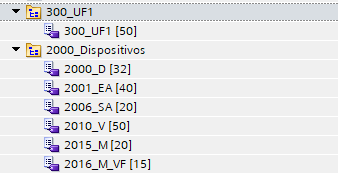 300_UF1
300_UF1 [50]
2000_Dispositivos
2000_D [32]
2001_EA [40]
2006_SA [20]
2010_V [50]
2015_M [20]
2016_M_VF [15]